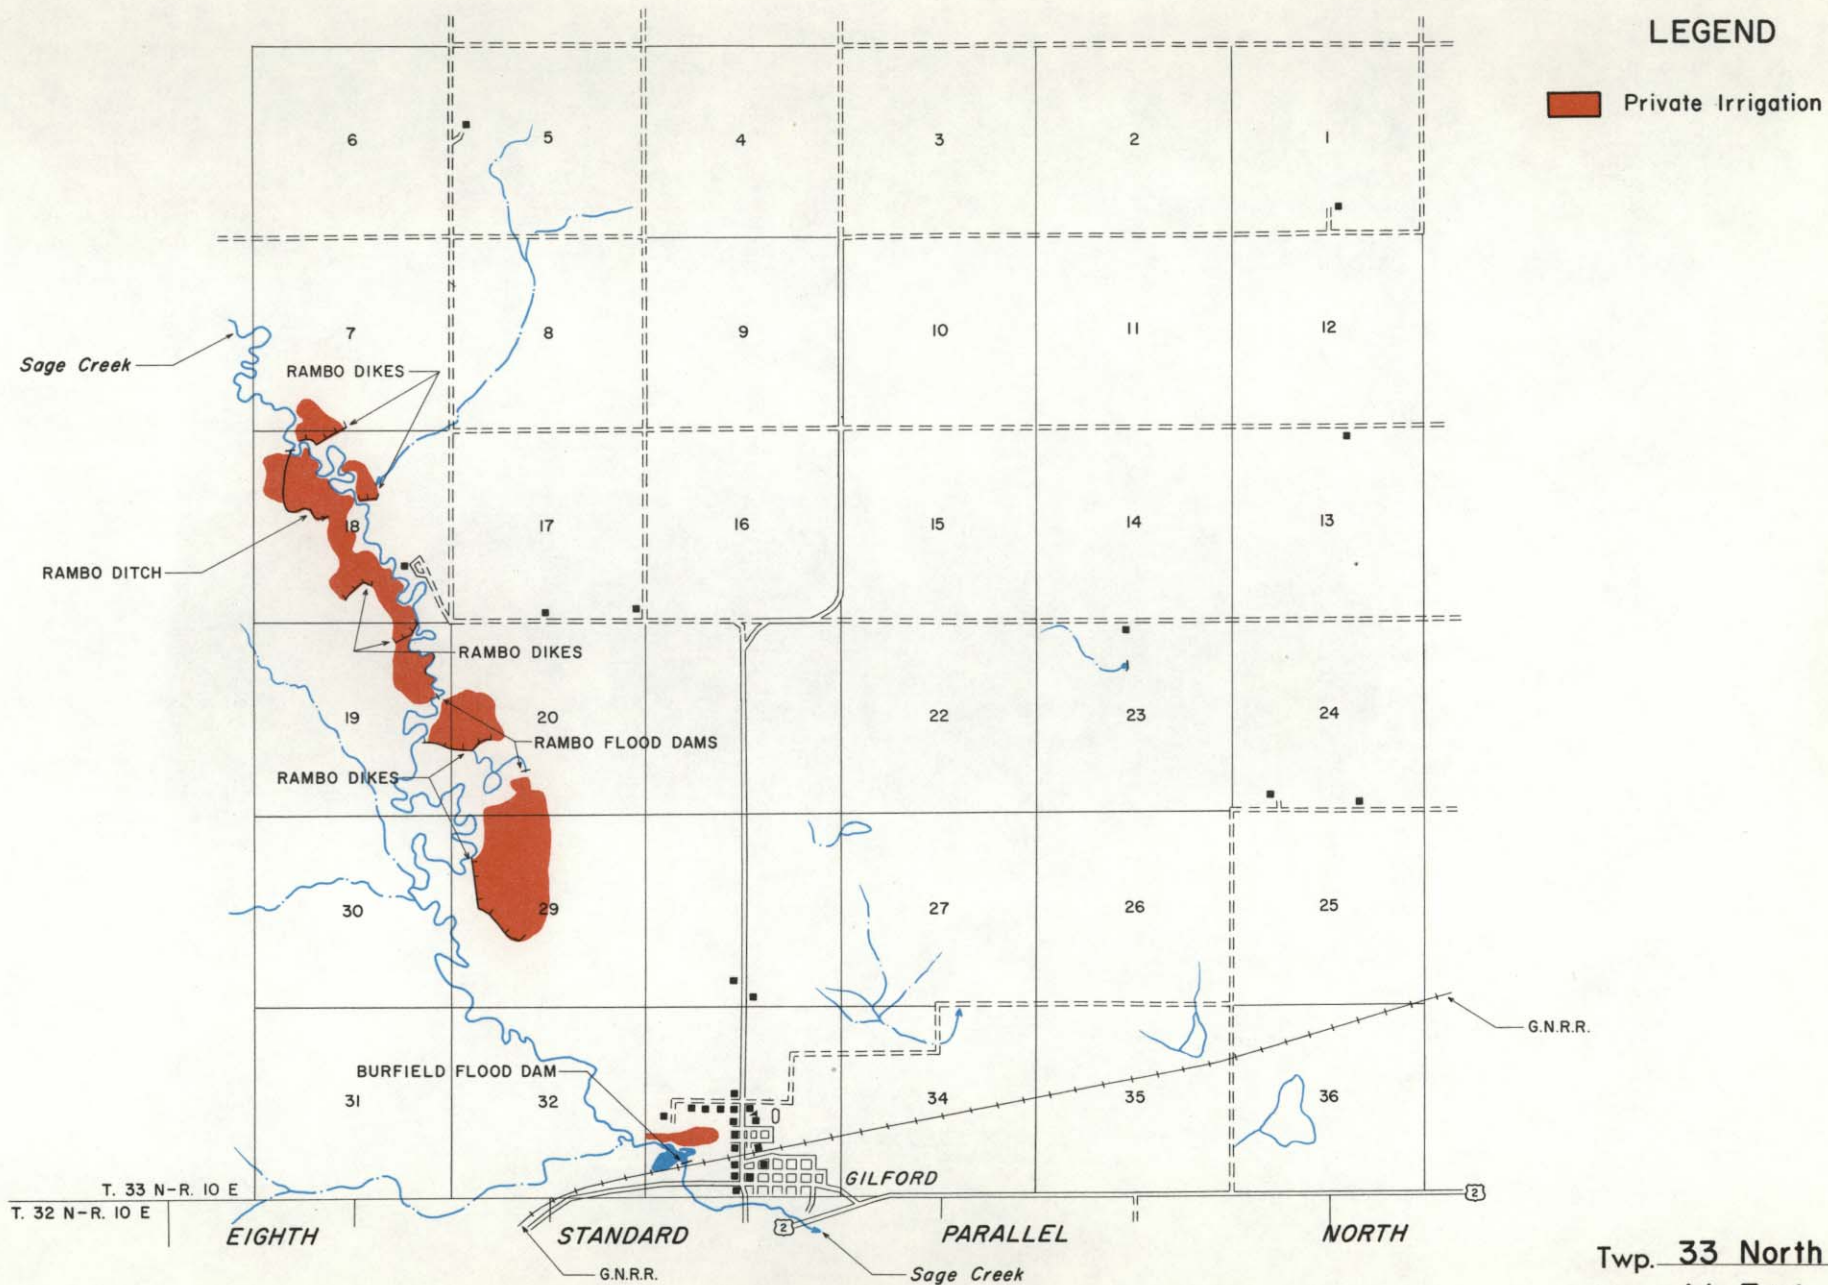 LEGEND
Private Irrigation
6 5 4 3 2 1
7 8 9 10 11 12
Sage Creek
RAMBO DIKES
18 17 16 15 14 13
RAMBO DITCH
RAMBO DIKES
19 20 22 23 24
RAMBO FLOOD DAMS
RAMBO DIKES
30 29 27 26 25
G.N.R.R.
BURFIELD FLOOD DAM
31 32 34 35 36
GILFORD
T. 33 N-R. 10 E
T. 32 N-R. 10 E
2
2
EIGHTH STANDARD PARALLEL NORTH
G.N.R.R.
Sage Creek
Twp. 33 North